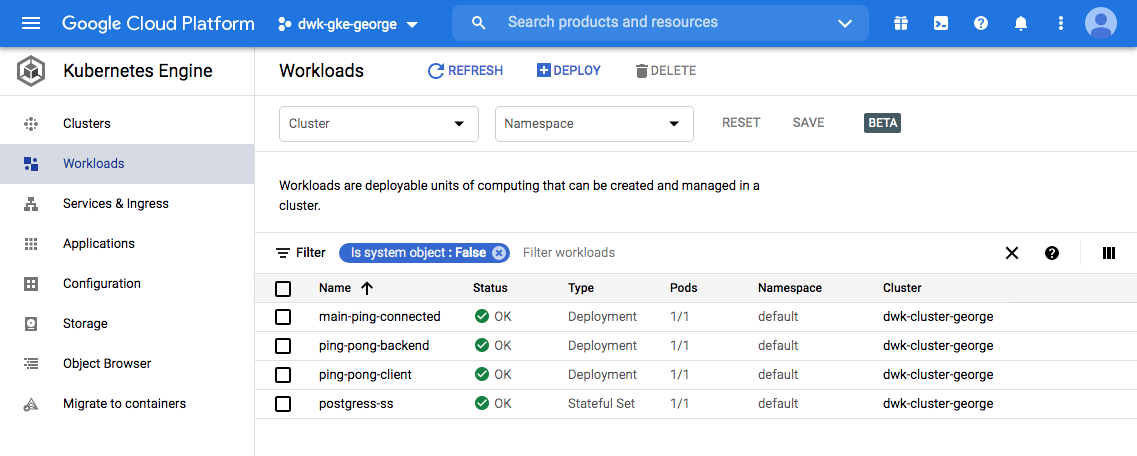 Google Cloud Platform dwk-gke-george Search products and resources
Kubernetes Engine
Clusters
Workloads
Services & Ingress
Applications
Configuration
Storage
Object Browser
Migrate to containers
Workloads REFRESH DEPLOY DELETE
Cluster Namespace RESET SAVE BETA
Workloads are deployable units of computing that can be created and managed in a
cluster.
Filter Is system object : False Filter workloads
Name Status Type Pods Namespace Cluster
main-ping-connected OK Deployment 1/1 default dwk-cluster-george
ping-pong-backend OK Deployment 1/1 default dwk-cluster-george
ping-pong-client OK Deployment 1/1 default dwk-cluster-george
postgress-ss OK Stateful Set 1/1 default dwk-cluster-george